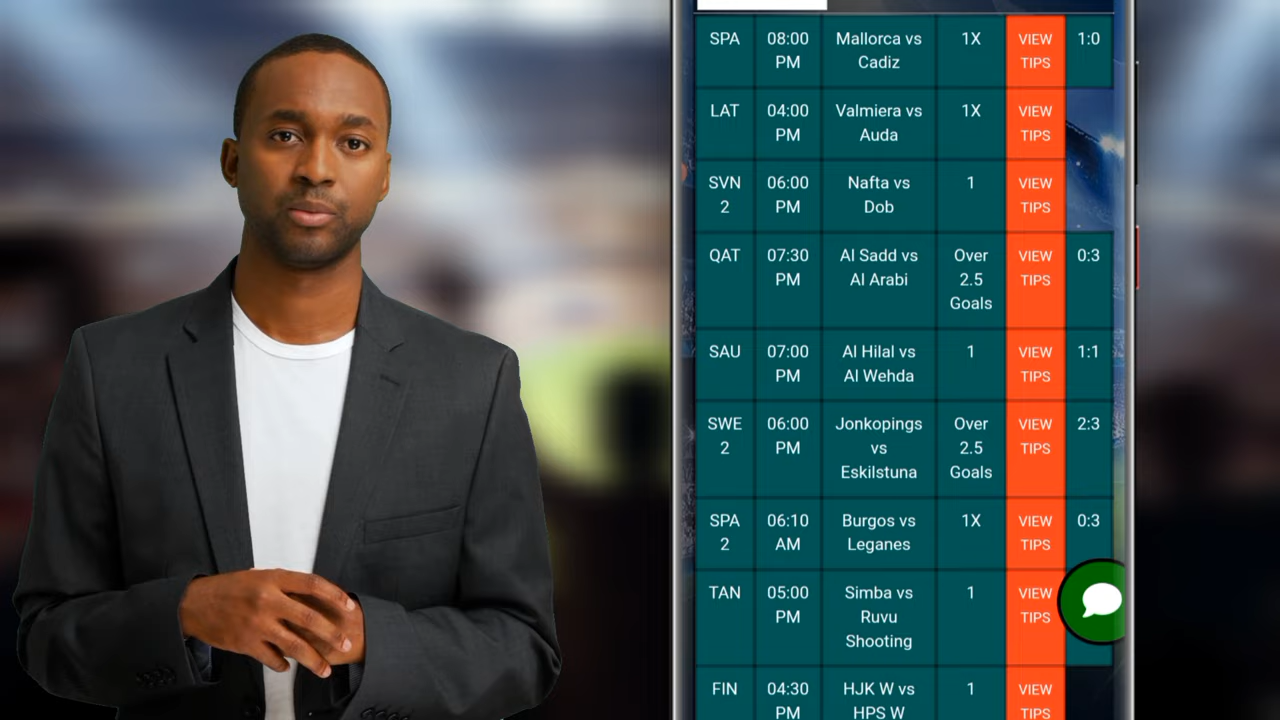 SPA 08:00 Mallorca vs 1X VIEW 1:0
PM Cadiz TIPS
LAT 04:00 Valmiera vs 1X VIEW
PM Auda TIPS
SVN 06:00 Nafta vs 1 VIEW
2 PM Dob TIPS
QAT 07:30 Al Sadd vs Over VIEW 0:3
PM Al Arabi 2.5 TIPS
Goals
SAU 07:00 Al Hilal vs 1 VIEW 1:1
PM Al Wehda TIPS
SWE 06:00 Jonkopings Over VIEW 2:3
2 PM vs 2.5 TIPS
Eskilstuna Goals
SPA 06:10 Burgos vs 1X VIEW 0:3
2 AM Leganes TIPS
TAN 05:00 Simba vs 1 VIEW
PM Ruvu TIPS
Shooting
FIN 04:30 HJK W vs 1 VIEW
PM HPS W TIPS